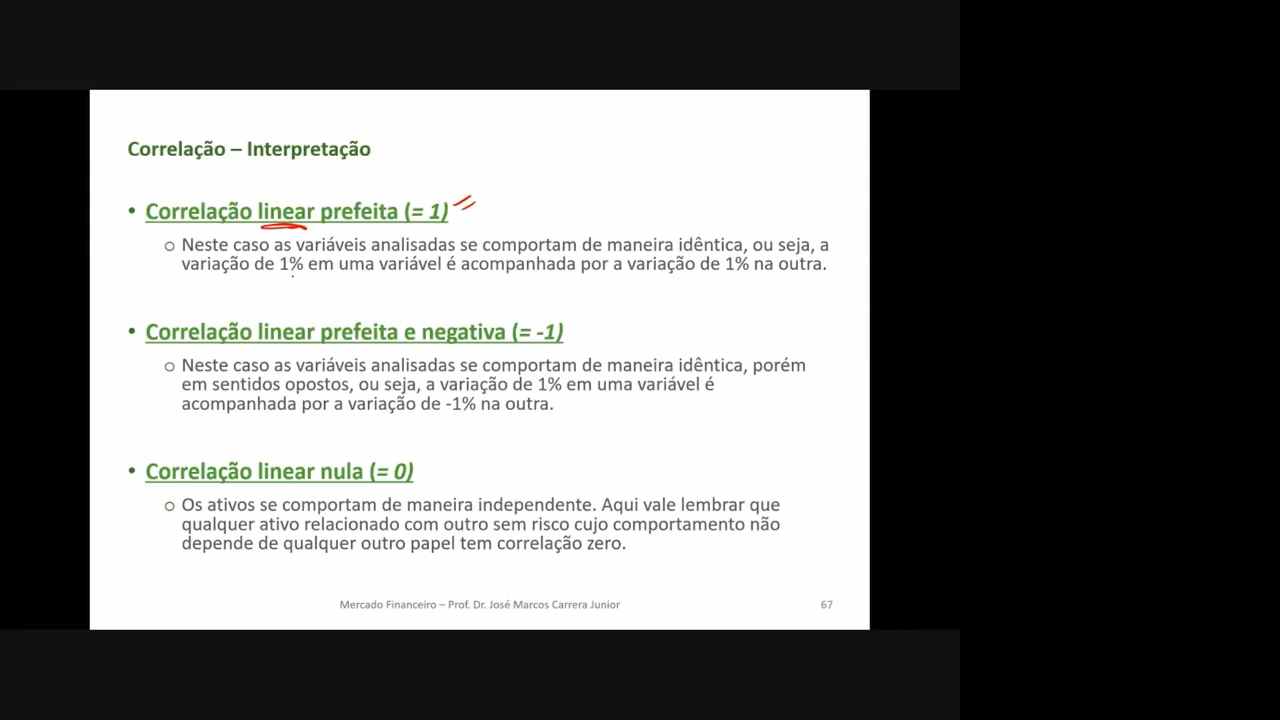 Correlação – Interpretação
• Correlação linear prefeita (= 1)
o Neste caso as variáveis analisadas se comportam de maneira idêntica, ou seja, a
variação de 1% em uma variável é acompanhada por a variação de 1% na outra.
• Correlação linear prefeita e negativa (= -1)
o Neste caso as variáveis analisadas se comportam de maneira idêntica, porém
em sentidos opostos, ou seja, a variação de 1% em uma variável é
acompanhada por a variação de -1% na outra.
• Correlação linear nula (= 0)
o Os ativos se comportam de maneira independente. Aqui vale lembrar que
qualquer ativo relacionado com outro sem risco cujo comportamento não
depende de qualquer outro papel tem correlação zero.
Mercado Financeiro – Prof. Dr. José Marcos Carrera Junior
67